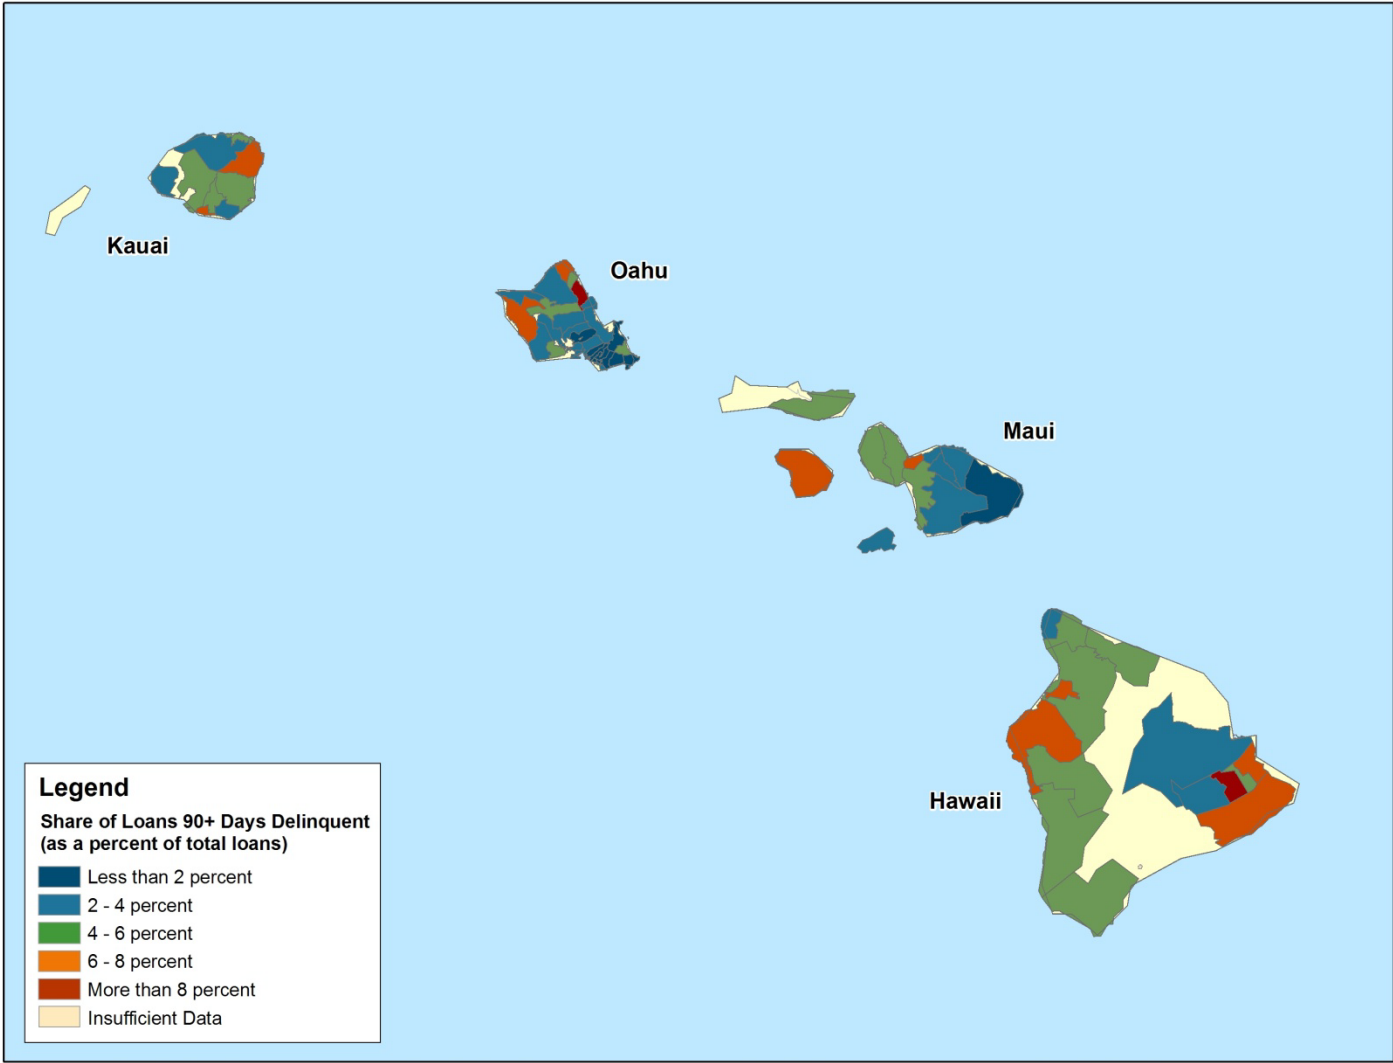 Kauai
Oahu
Maui
Hawaii
Legend
Share of Loans 90+ Days Delinquent
(as a percent of total loans)
Less than 2 percent
2 - 4 percent
4 - 6 percent
6 - 8 percent
More than 8 percent
Insufficient Data